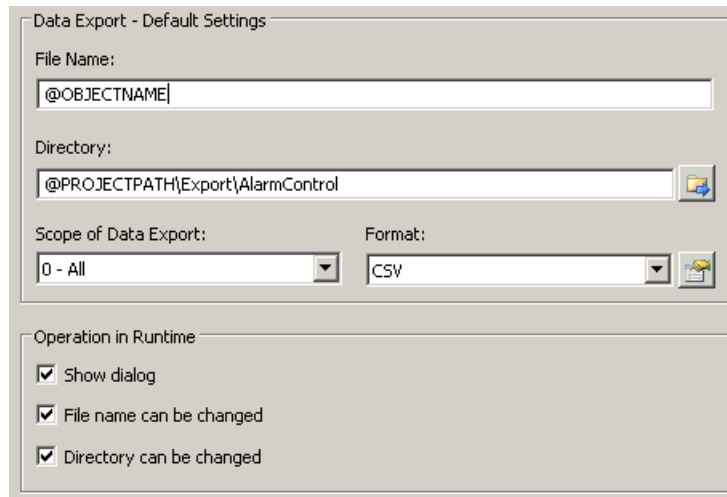 Data Export - Default Settings
File Name:
@OBJECTNAME
Directory:
@PROJECTPATH\Export\AlarmControl
Scope of Data Export: Format:
0 - All CSV
Operation in Runtime
Show dialog
File name can be changed
Directory can be changed